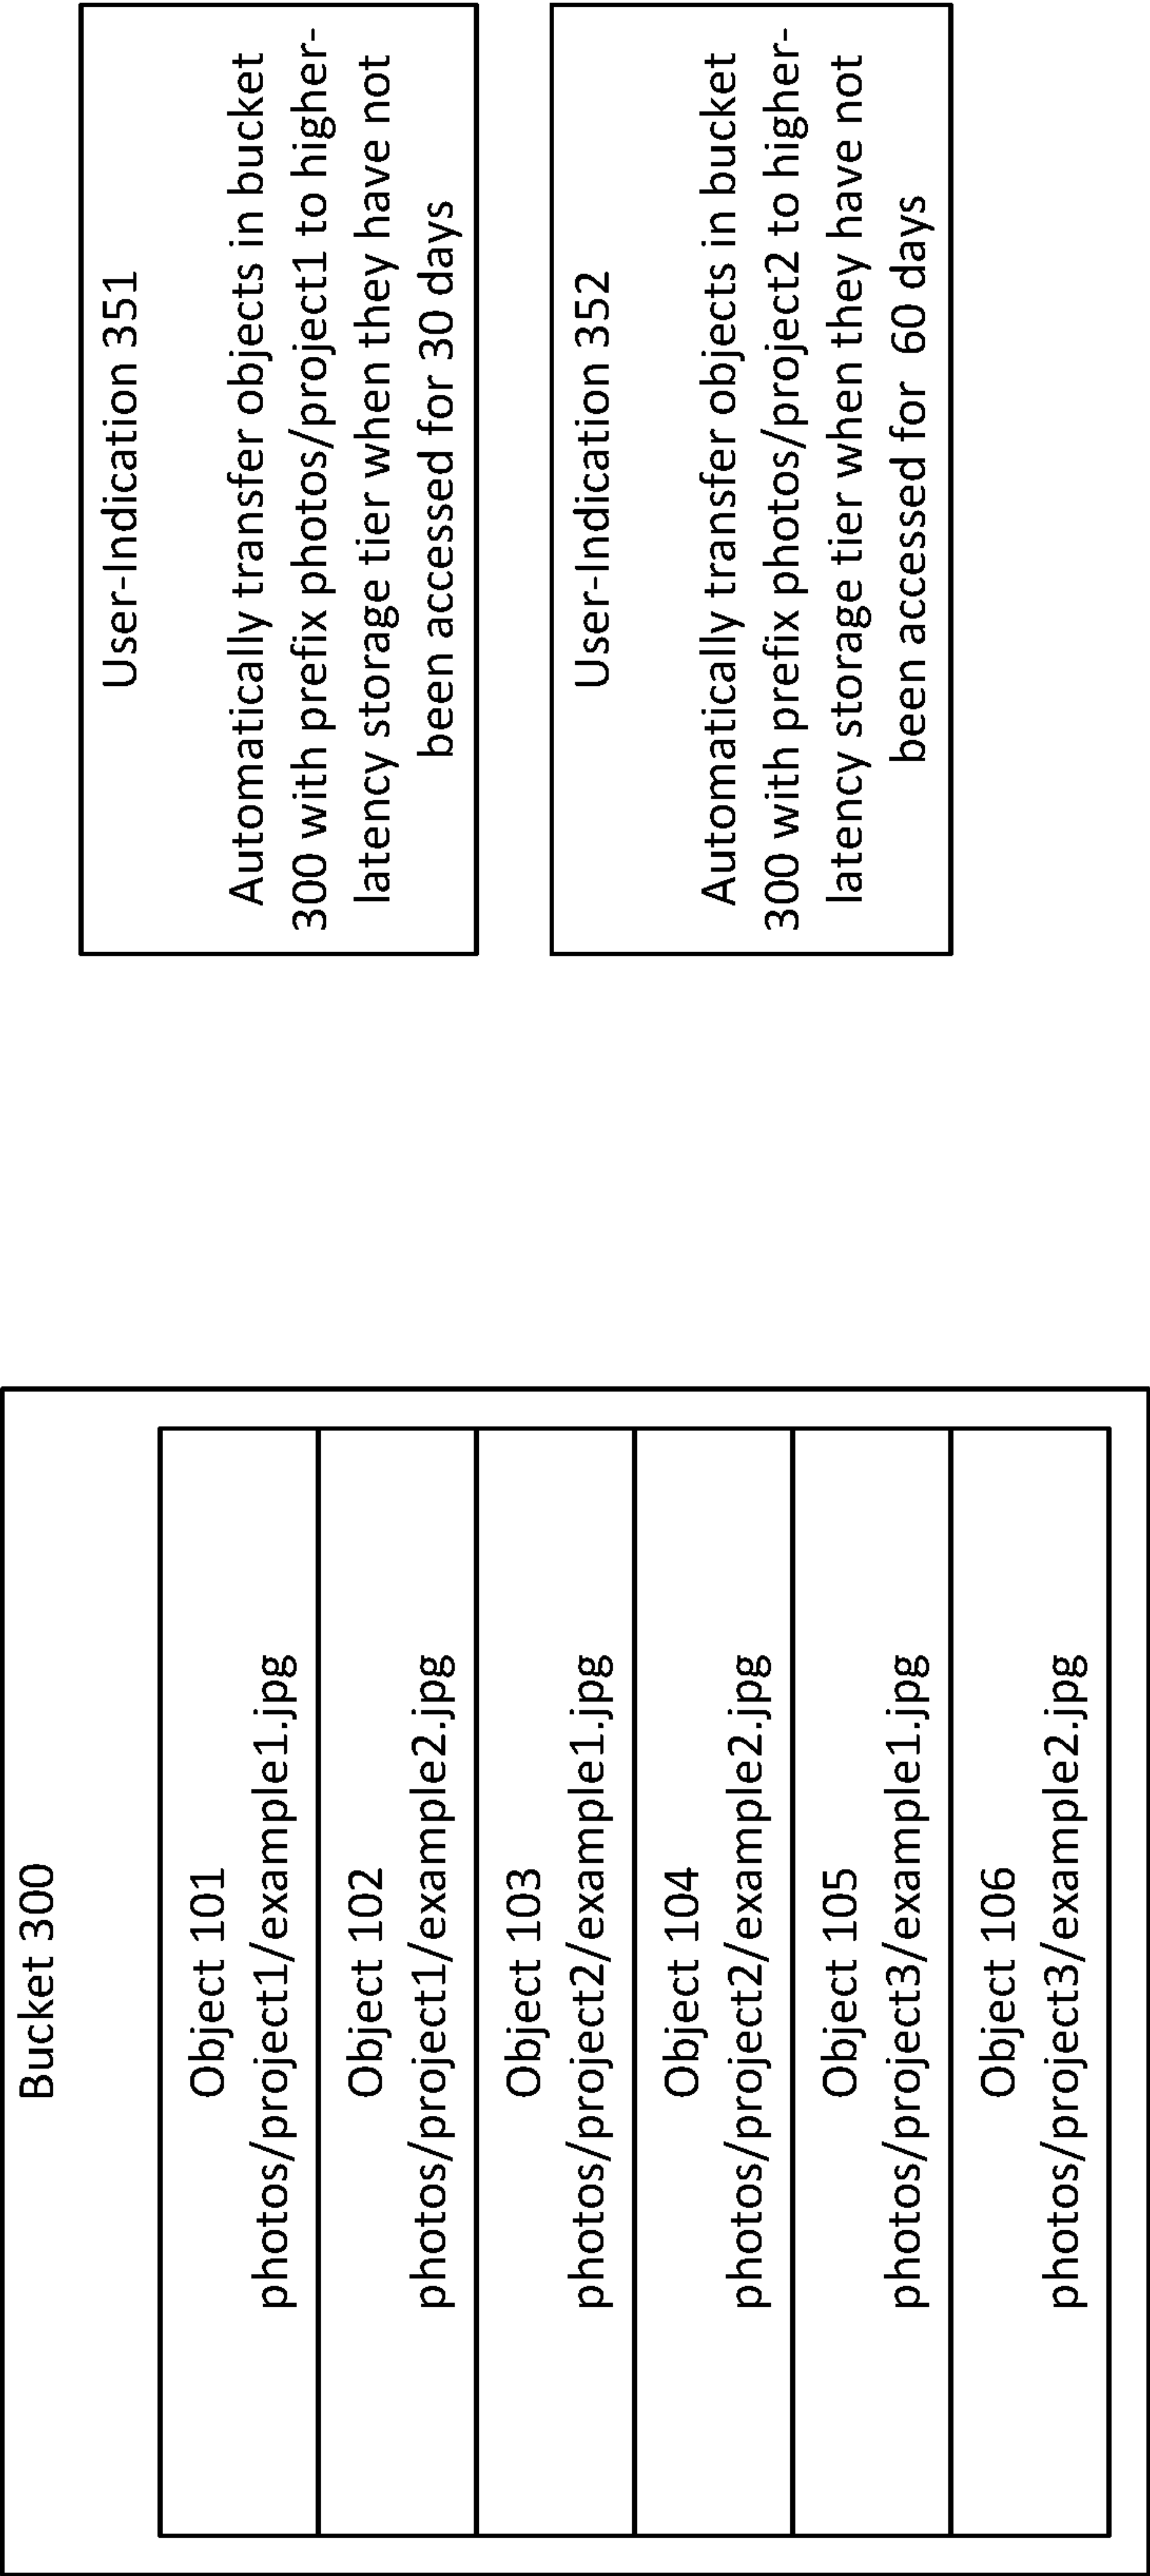 Bucket 300
Object 101
photos/project1/example1.jpg
Object 102
photos/project1/example2.jpg
Object 103
photos/project2/example1.jpg
Object 104
photos/project2/example2.jpg
Object 105
photos/project3/example1.jpg
Object 106
photos/project3/example2.jpg
User-Indication 351
Automatically transfer objects in bucket
300 with prefix photos/project1 to higher-
latency storage tier when they have not
been accessed for 30 days
User-Indication 352
Automatically transfer objects in bucket
300 with prefix photos/project2 to higher-
latency storage tier when they have not
been accessed for 60 days